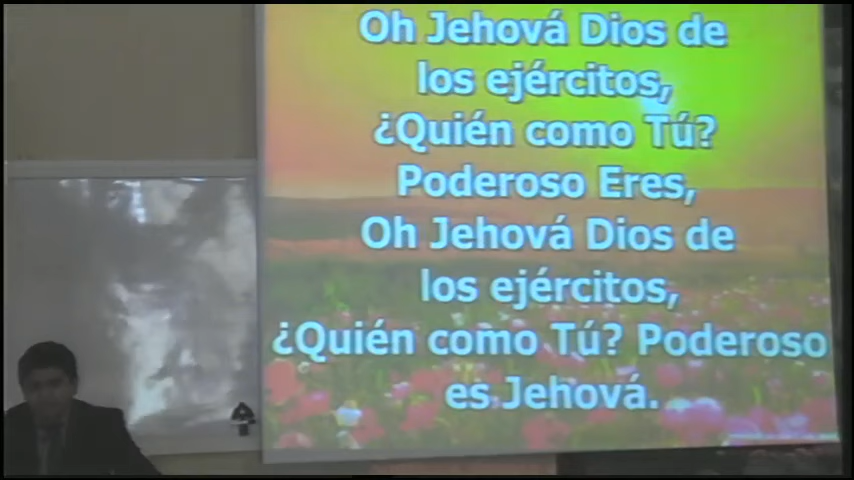 Oh Jehová Dios de
los ejércitos,
¿Quién como Tú?
Poderoso Eres,
Oh Jehová Dios de
los ejércitos,
¿Quién como Tú? Poderoso
es Jehová.